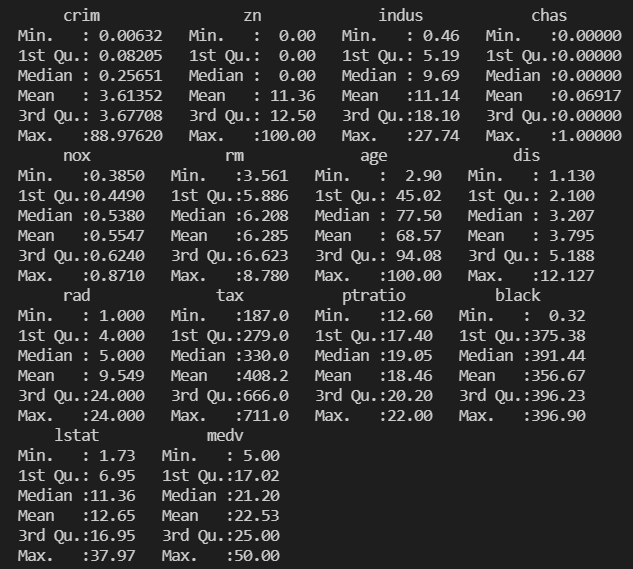 crim                zn             indus            chas
 Min.   : 0.00632   Min.   :  0.00   Min.   : 0.46   Min.   :0.00000
 1st Qu.: 0.08205   1st Qu.:  0.00   1st Qu.: 5.19   1st Qu.:0.00000
 Median : 0.25651   Median :  0.00   Median : 9.69   Median :0.00000
 Mean   : 3.61352   Mean   : 11.36   Mean   :11.14   Mean   :0.06917
 3rd Qu.: 3.67708   3rd Qu.: 12.50   3rd Qu.:18.10   3rd Qu.:0.00000
 Max.   :88.97620   Max.   :100.00   Max.   :27.74   Max.   :1.00000
      nox               rm             age              dis
 Min.   :0.3850   Min.   :3.561   Min.   :  2.90   Min.   : 1.130
 1st Qu.:0.4490   1st Qu.:5.886   1st Qu.: 45.02   1st Qu.: 2.100
 Median :0.5380   Median :6.208   Median : 77.50   Median : 3.207
 Mean   :0.5547   Mean   :6.285   Mean   : 68.57   Mean   : 3.795
 3rd Qu.:0.6240   3rd Qu.:6.623   3rd Qu.: 94.08   3rd Qu.: 5.188
 Max.   :0.8710   Max.   :8.780   Max.   :100.00   Max.   :12.127
      rad              tax           ptratio          black
 Min.   : 1.000   Min.   :187.0   Min.   :12.60   Min.   :  0.32
 1st Qu.: 4.000   1st Qu.:279.0   1st Qu.:17.40   1st Qu.:375.38
 Median : 5.000   Median :330.0   Median :19.05   Median :391.44
 Mean   : 9.549   Mean   :408.2   Mean   :18.46   Mean   :356.67
 3rd Qu.:24.000   3rd Qu.:666.0   3rd Qu.:20.20   3rd Qu.:396.23
 Max.   :24.000   Max.   :711.0   Max.   :22.00   Max.   :396.90
     lstat            medv
 Min.   : 1.73   Min.   : 5.00
 1st Qu.: 6.95   1st Qu.:17.02
 Median :11.36   Median :21.20
 Mean   :12.65   Mean   :22.53
 3rd Qu.:16.95   3rd Qu.:25.00
 Max.   :37.97   Max.   :50.00